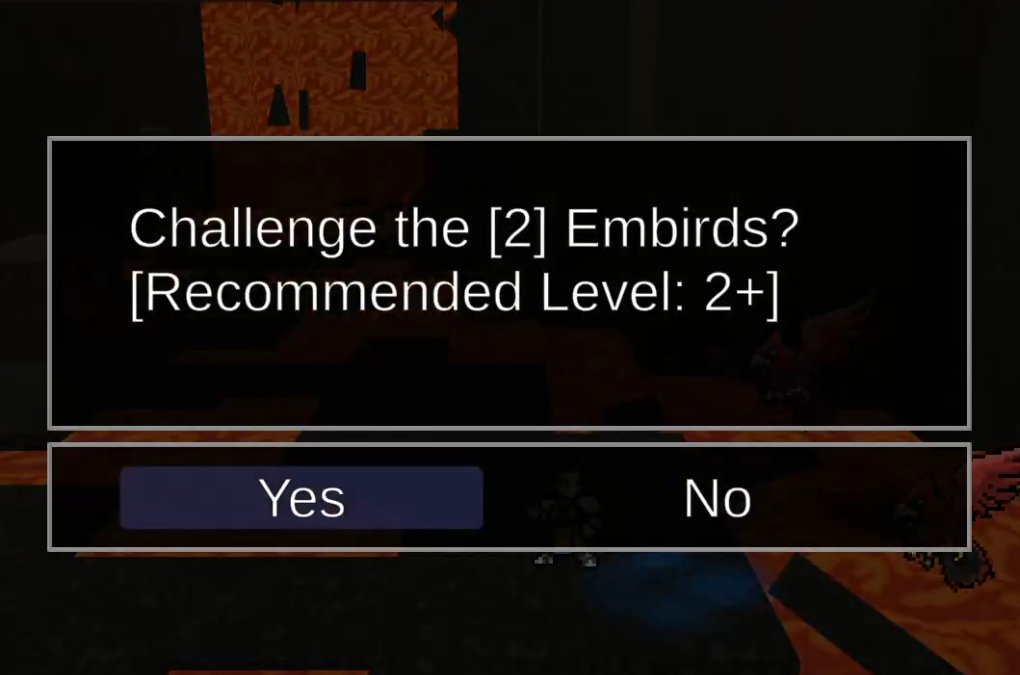 Challenge the [2] Embirds?
[Recommended Level: 2+]
Yes
No